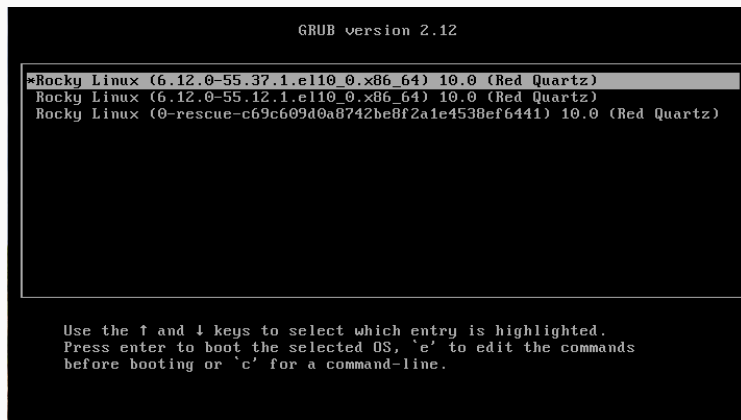 GRUB version 2.12
*Rocky Linux (6.12.0-55.37.1.el10_0.x86_64) 10.0 (Red Quartz)
Rocky Linux (6.12.0-55.12.1.el10_0.x86_64) 10.0 (Red Quartz)
Rocky Linux (0-rescue-c69c609d0a8742be8f2a1e4538ef6441) 10.0 (Red Quartz)
Use the ↑ and ↓ keys to select which entry is highlighted.
Press enter to boot the selected OS, `e' to edit the commands
before booting or `c' for a command-line.